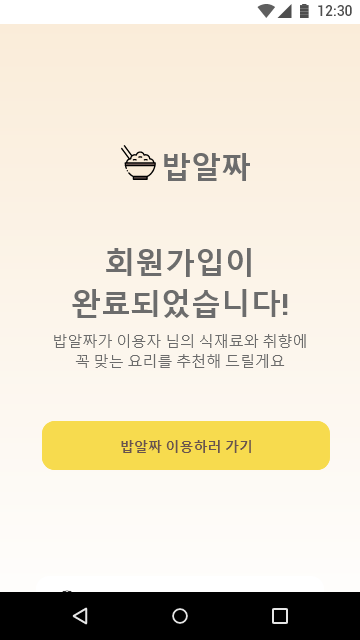 12:30
밥알짜
회원가입이
완료되었습니다!
밥알짜가 이용자 님의 식재료와 취향에
꼭 맞는 요리를 추천해 드릴게요
밥알짜 이용하러 가기